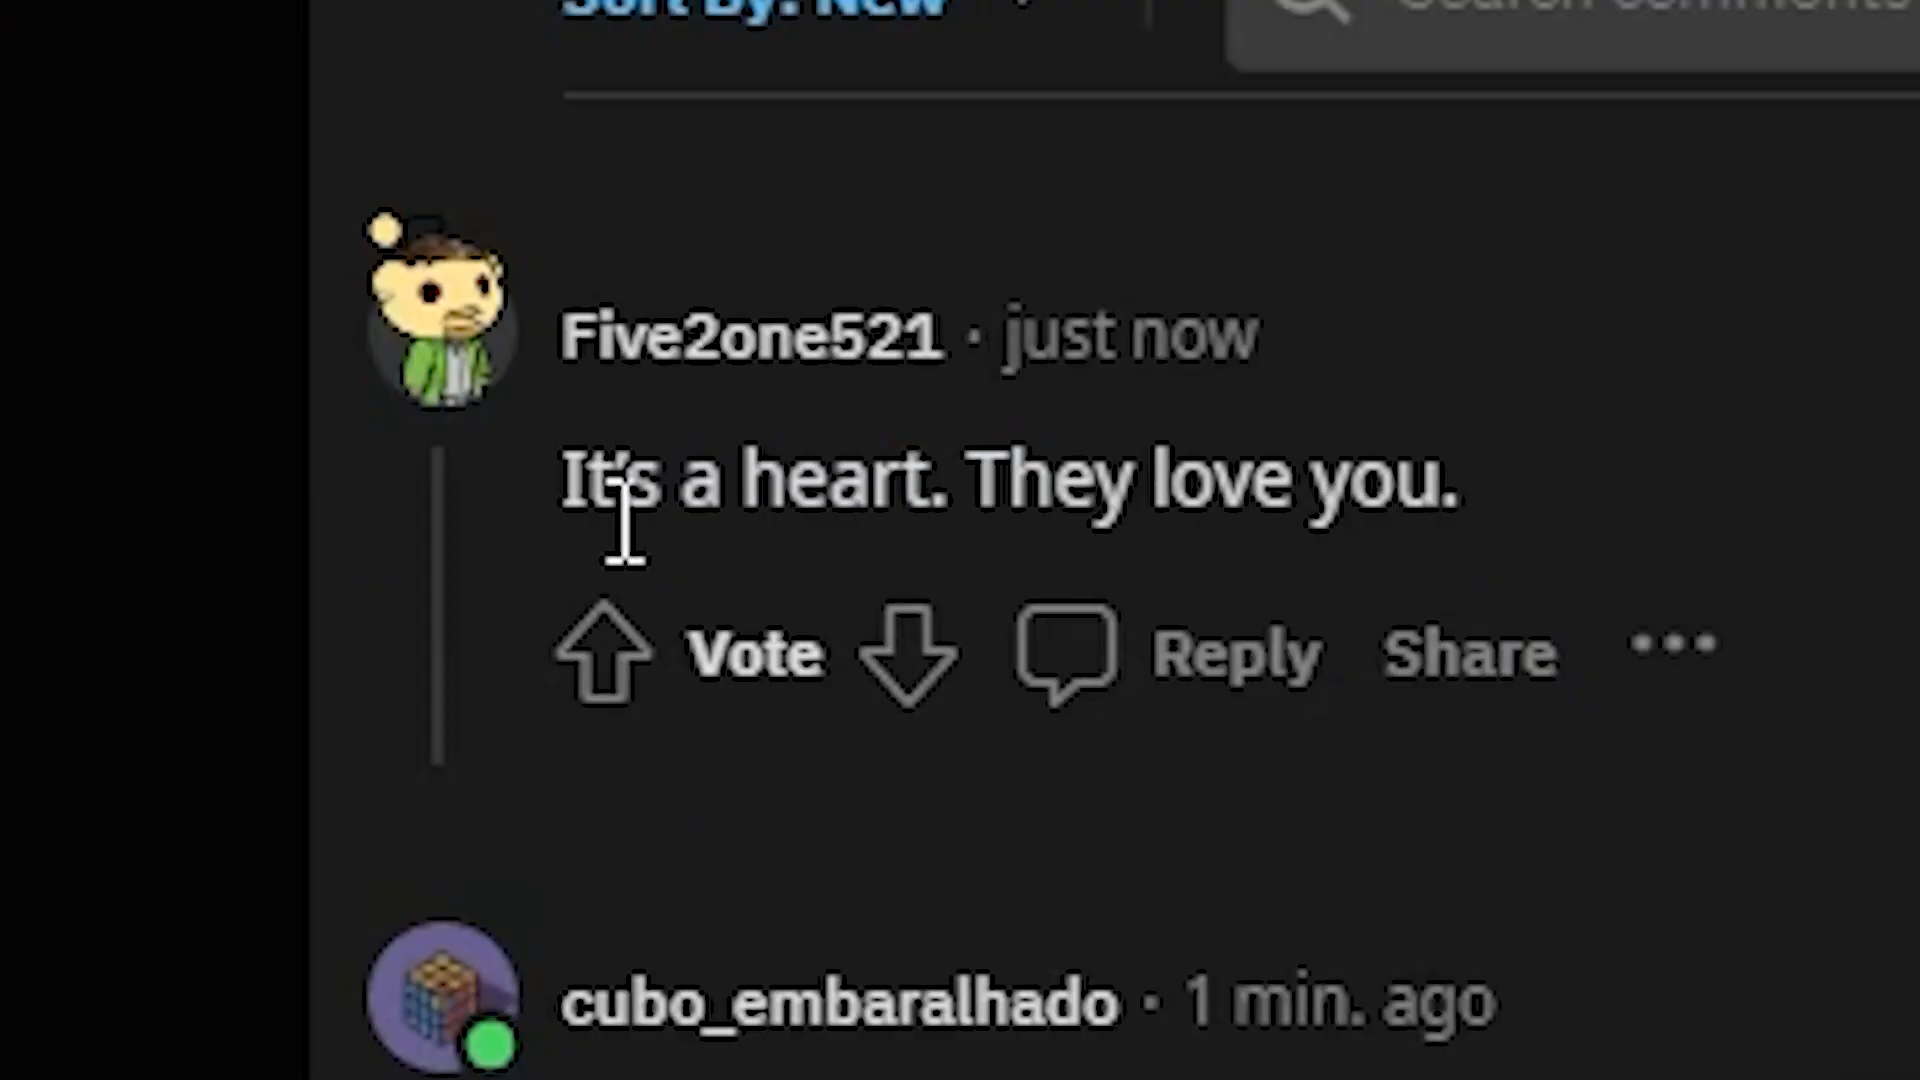 Sort By: New
Search comments
Five2one521 · just now
It's a heart. They love you.
Vote Reply Share ...
cubo_embaralhado · 1 min. ago